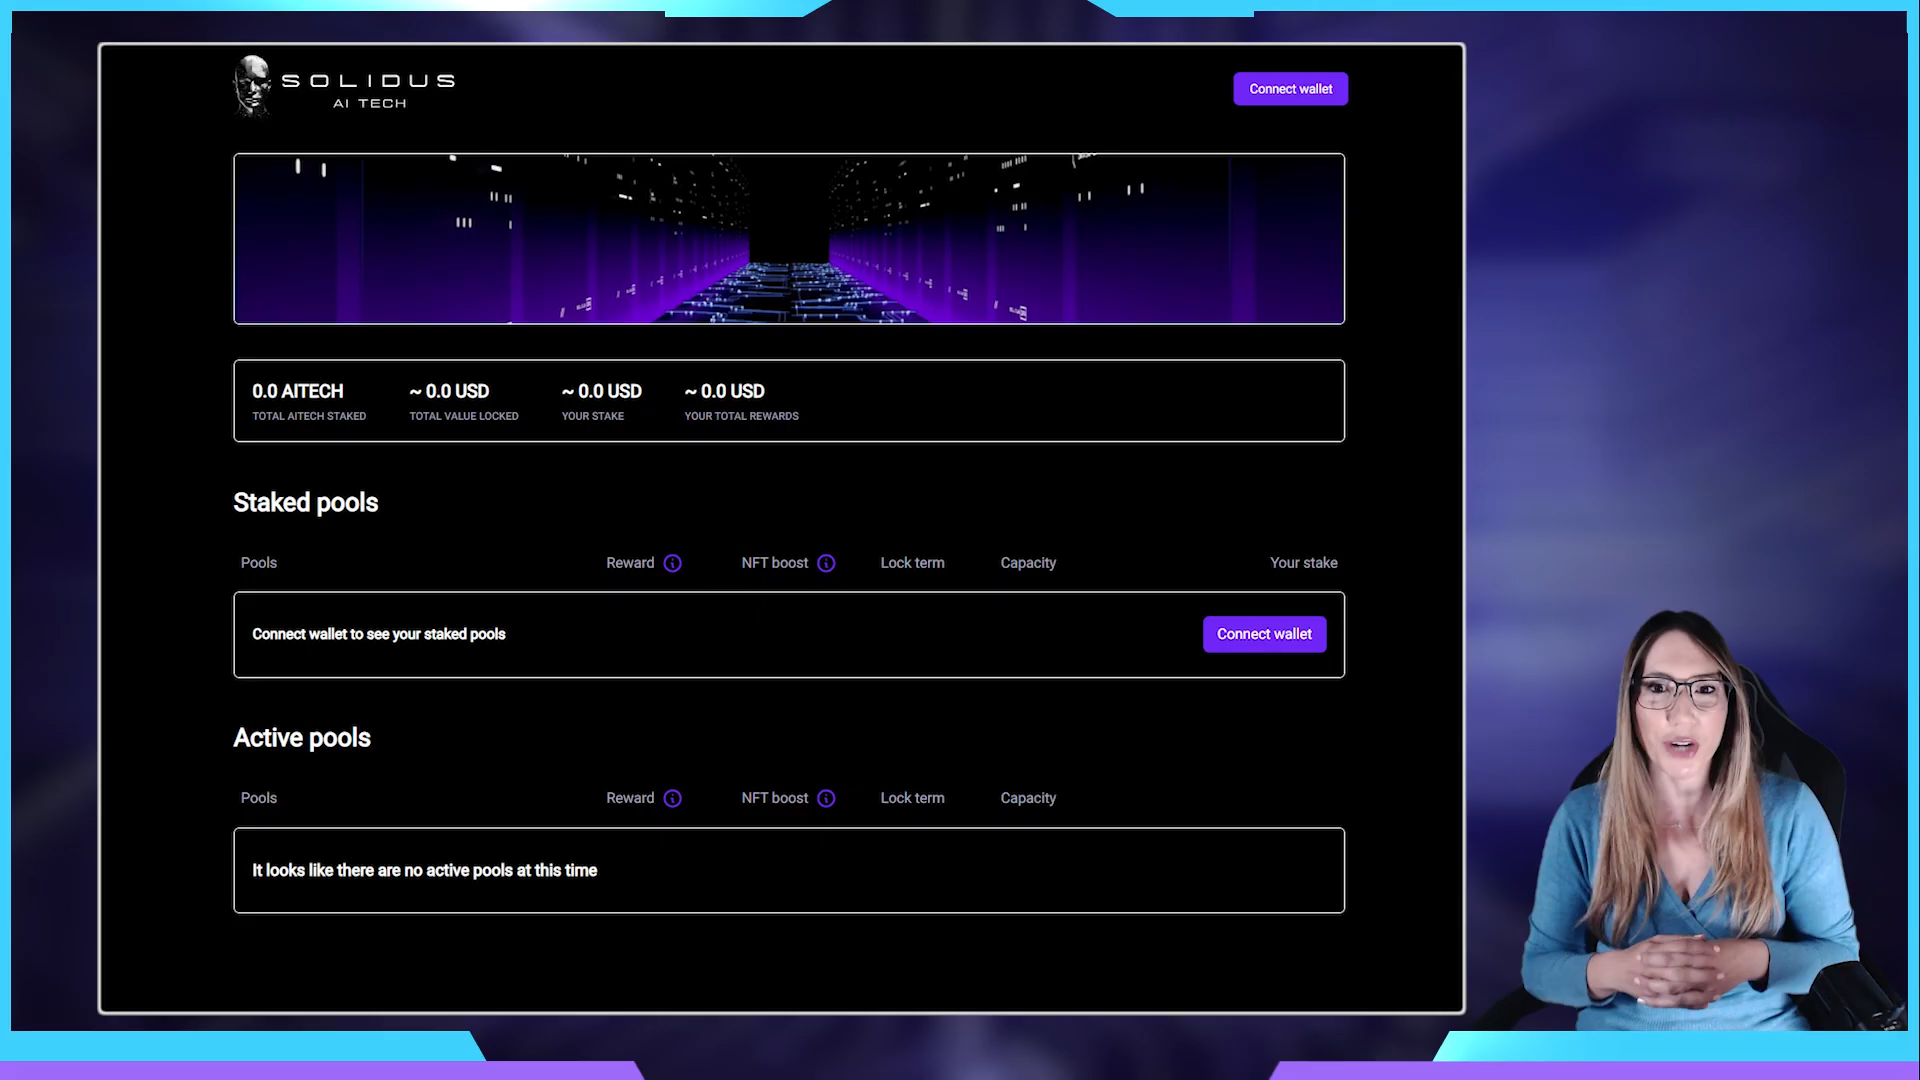 SOLIDUS
AI TECH
Connect wallet
0.0 AITECH
TOTAL AITECH STAKED
~ 0.0 USD
TOTAL VALUE LOCKED
~ 0.0 USD
YOUR STAKE
~ 0.0 USD
YOUR TOTAL REWARDS
Staked pools
Pools Reward NFT boost Lock term Capacity Your stake
Connect wallet to see your staked pools Connect wallet
Active pools
Pools Reward NFT boost Lock term Capacity
It looks like there are no active pools at this time